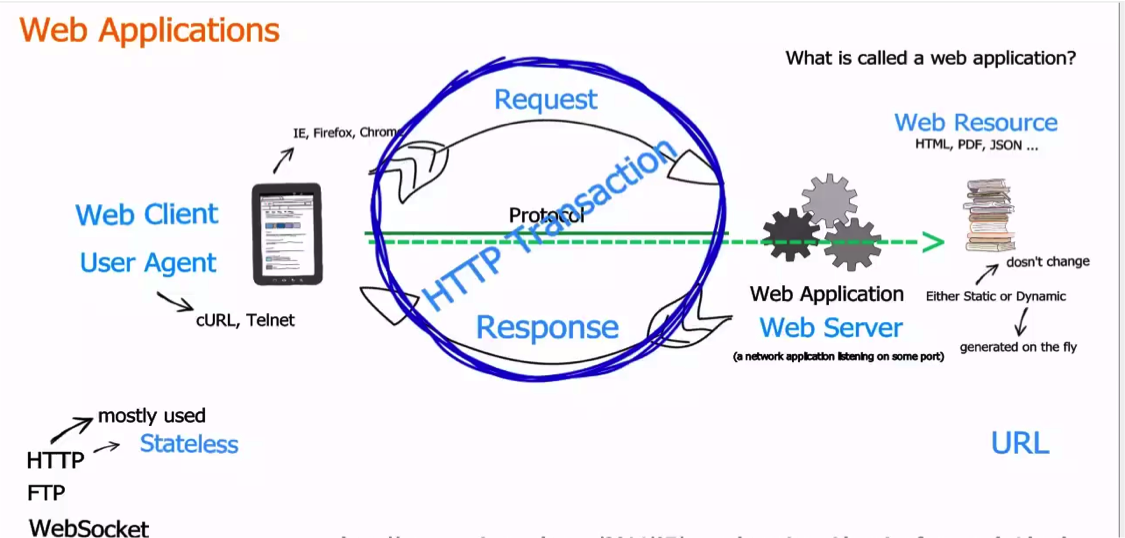 Web Applications
What is called a web application?
Request
Web Resource
HTML, PDF, JSON ...
IE, Firefox, Chrome
Web Client
User Agent
cURL, Telnet
Protocol
HTTP Transaction
Response
Web Application
Web Server
(a network application listening on some port)
dosn't change
Either Static or Dynamic
generated on the fly
mostly used
Stateless
HTTP
FTP
WebSocket
URL